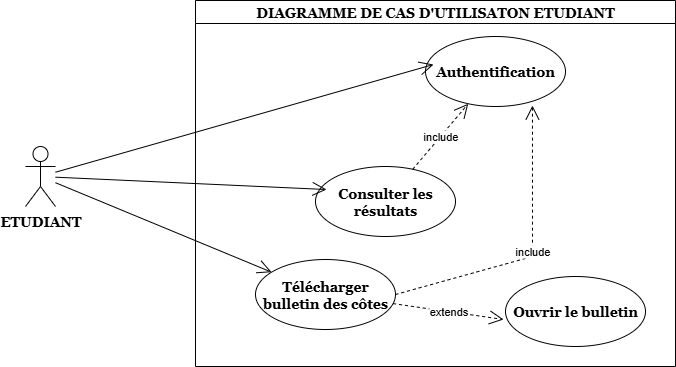 DIAGRAMME DE CAS D'UTILISATON ETUDIANT
Authentification
include
Consulter les
résultats
ETUDIANT
include
Télécharger
bulletin des côtes
extends
Ouvrir le bulletin